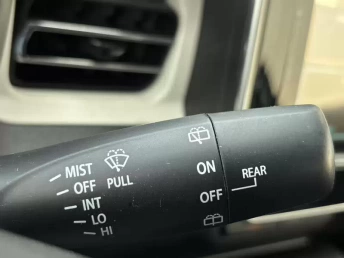 MIST
OFF PULL
INT
LO
HI
ON
OFF
REAR